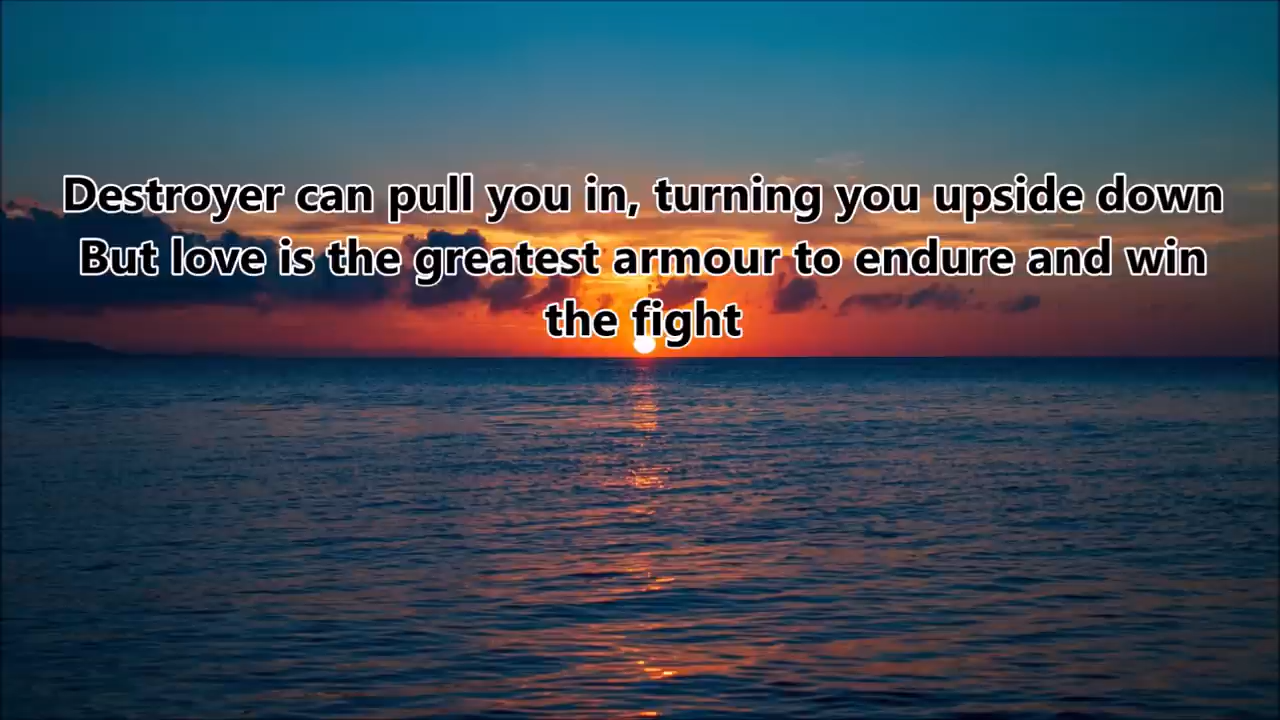 Destroyer can pull you in, turning you upside down
But love is the greatest armour to endure and win
the fight